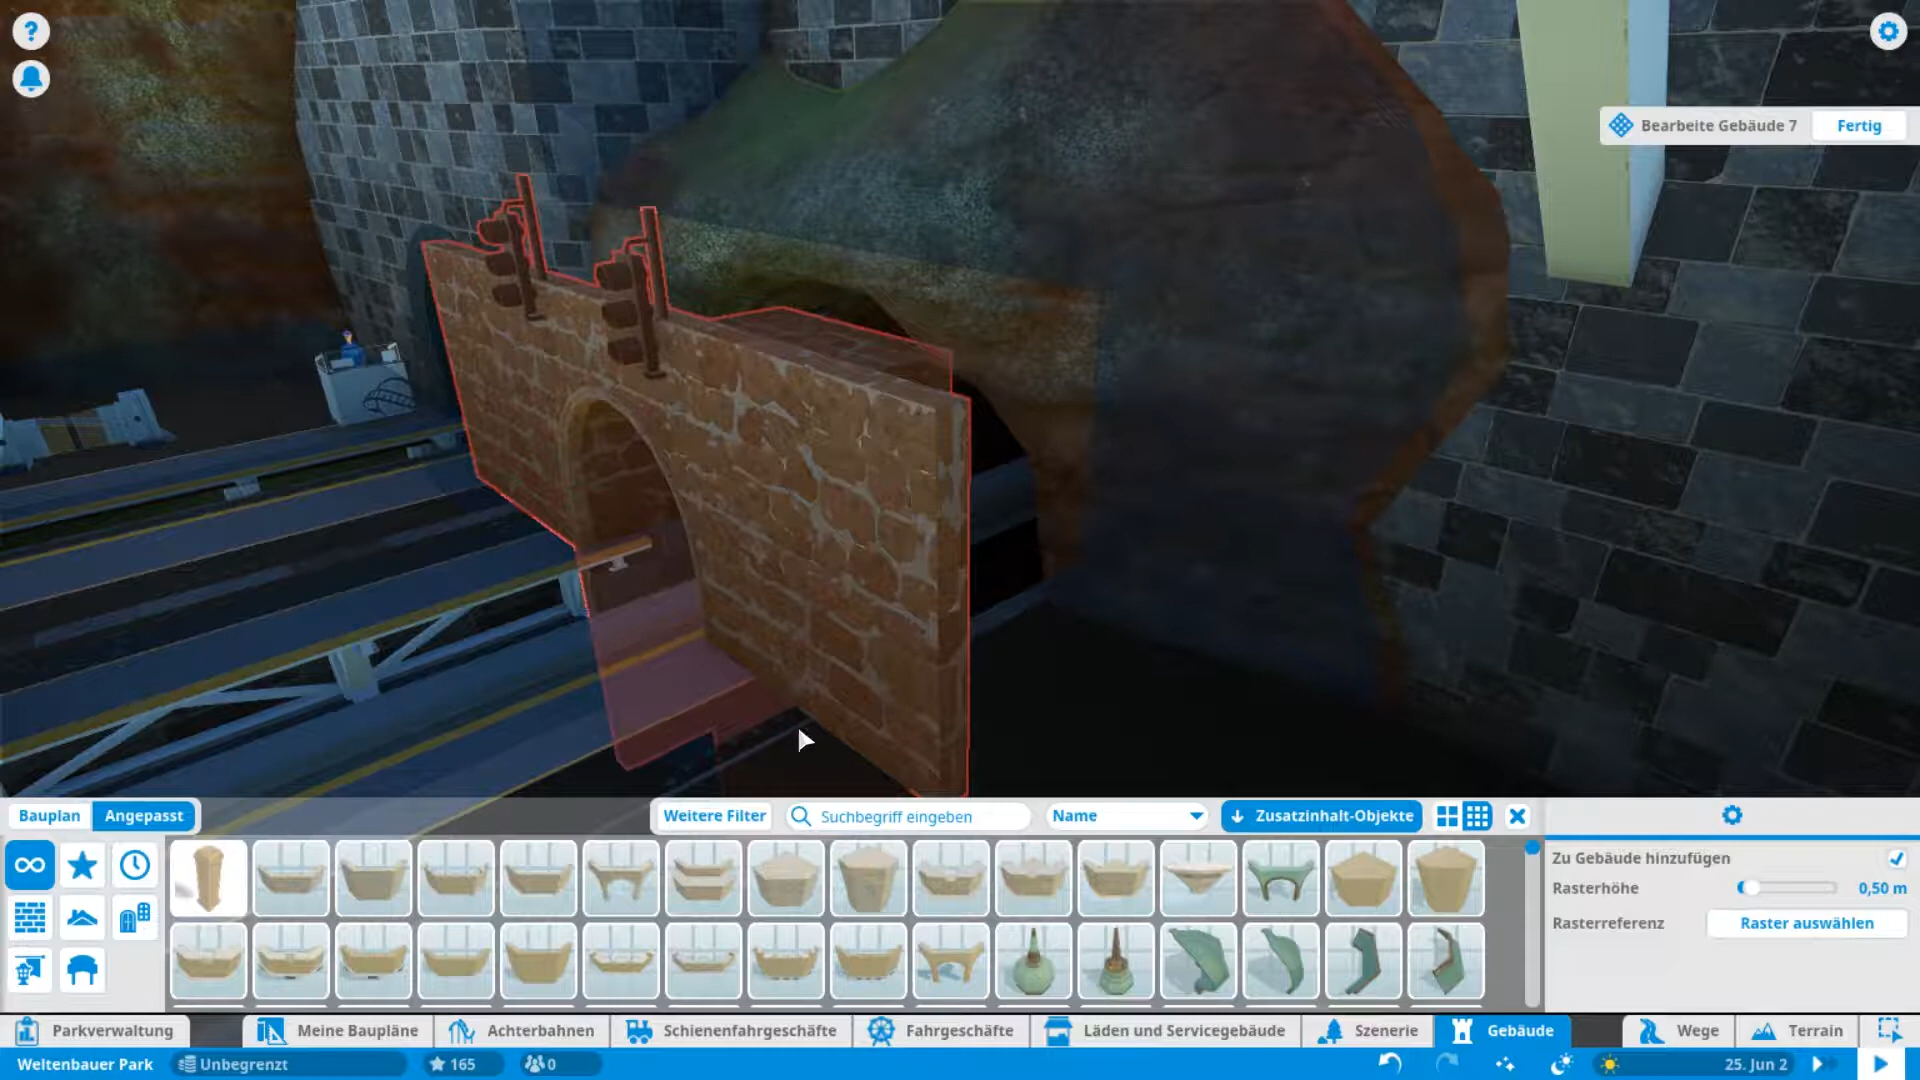 ?
Bearbeite Gebäude 7 Fertig
Bauplan Angepasst Weitere Filter Suchbegriff eingeben Name Zusatzinhalt-Objekte
Zu Gebäude hinzufügen
Rasterhöhe 0,50 m
Rasterreferenz Raster auswählen
Parkverwaltung Meine Baupläne Achterbahnen Schienenfahrgeschäfte Fahrgeschäfte Läden und Servicegebäude Szenerie Gebäude Wege Terrain
Weltenbauer Park Unbegrenzt 165 0 25. Jun 2